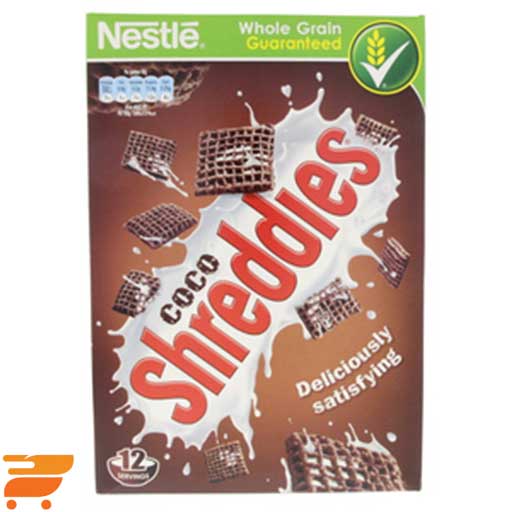 Nestlé®
Whole Grain
Guaranteed
coco
Shreddies®
Deliciously
satisfying
12
SERVINGS